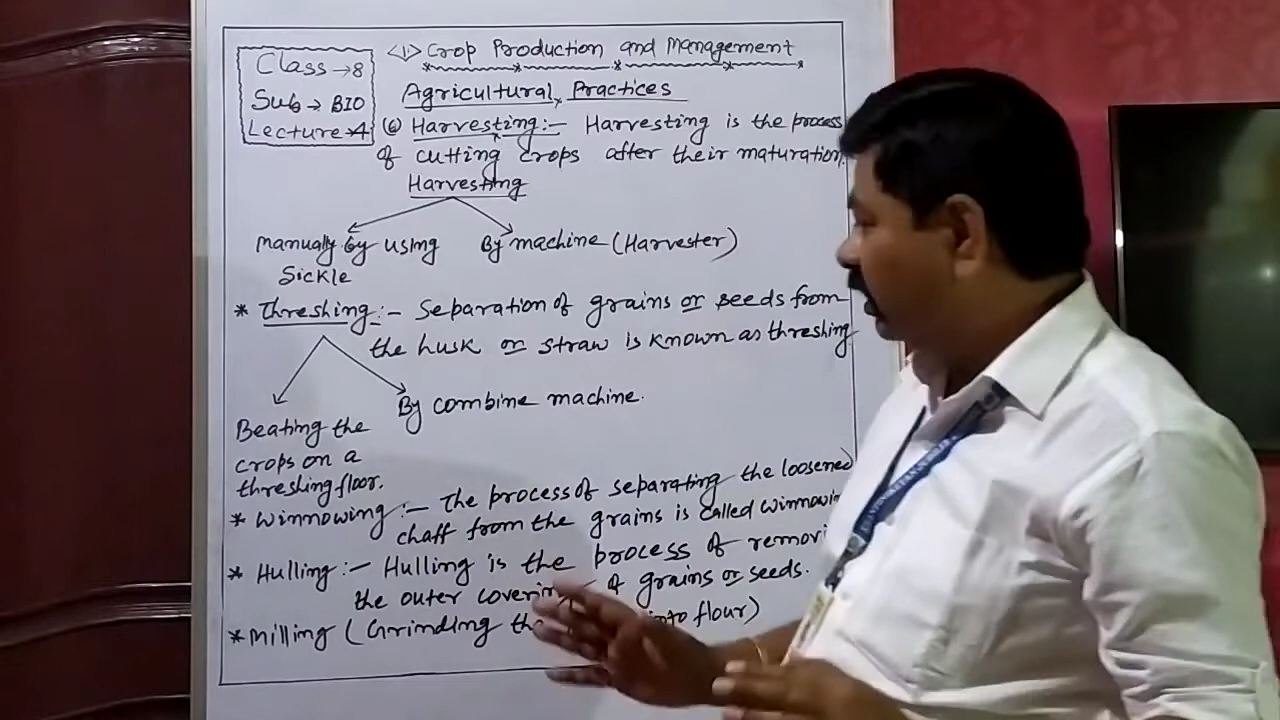 Class → 8
Sub → BIO
Lecture → 4
<1> Crop Production and Management
Agricultural Practices
(6) Harvesting :- Harvesting is the process
of cutting crops after their maturation.
Harvesting
Manually by using
Sickle
By machine (Harvester)
* Threshing :- Separation of grains or seeds from
the husk or straw is known as threshing
Beating the
crops on a
threshing floor.
By combine machine.
* Winnowing :- The process of separating the loosened
chaff from the grains is called
* Hulling :- Hulling is the process of
the outer of grains or seeds.
* Milling (Grinding into flour)